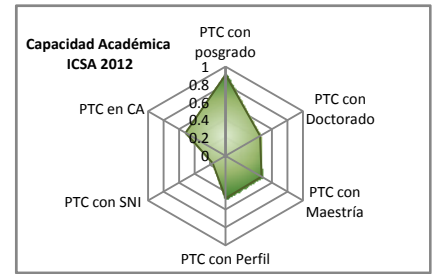 Capacidad Académica
ICSA 2012
PTC con
posgrado
1
0.8
0.6
0.4
0.2
0
PTC en CA
PTC con
Doctorado
PTC con SNI
PTC con
Maestría
PTC con Perfil